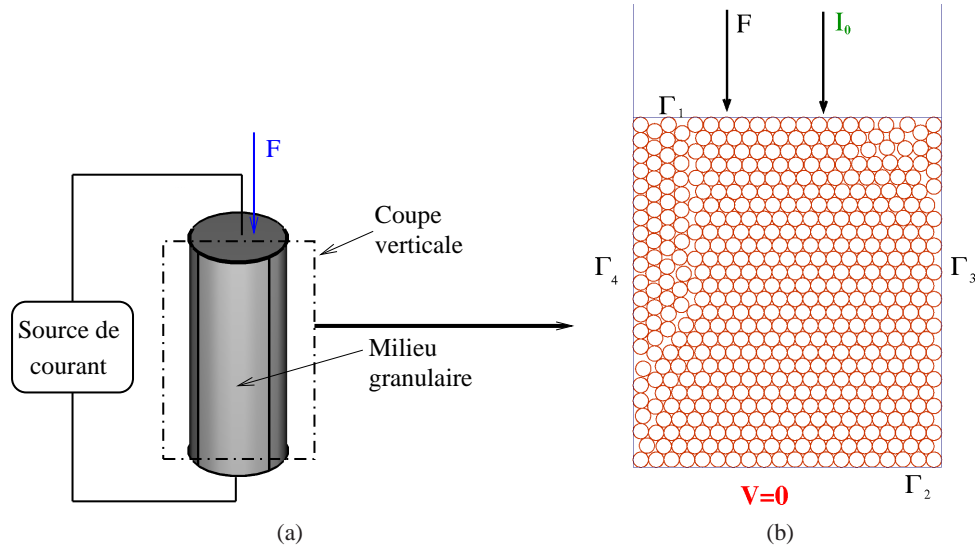 F
Coupe
verticale
Source de
courant
Milieu
granulaire
(a)
F
I₀
Γ₁
Γ₄
Γ₃
Γ₂
V=0
(b)